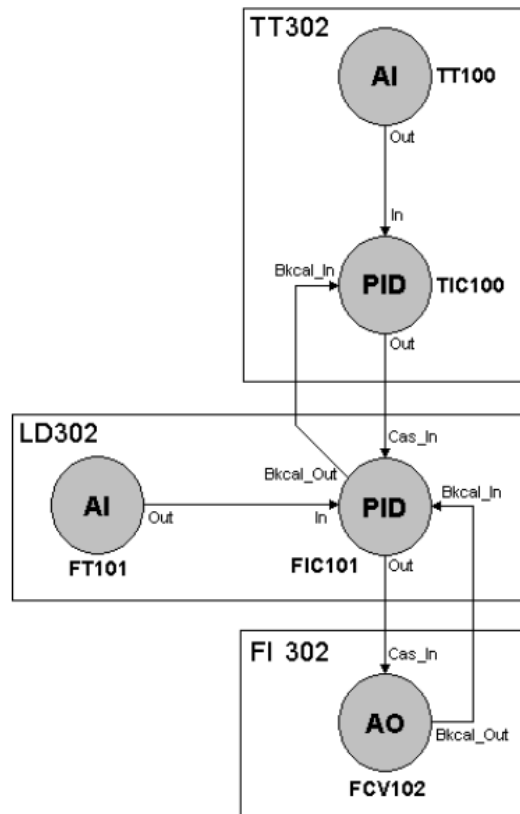 TT302
AI
TT100
Out
In
Bkcal_In
PID
TIC100
Out
LD302
Cas_In
Bkcal_Out
Bkcal_In
AI
PID
Out
In
FT101
FIC101
Out
FI 302
Cas_In
AO
Bkcal_Out
FCV102